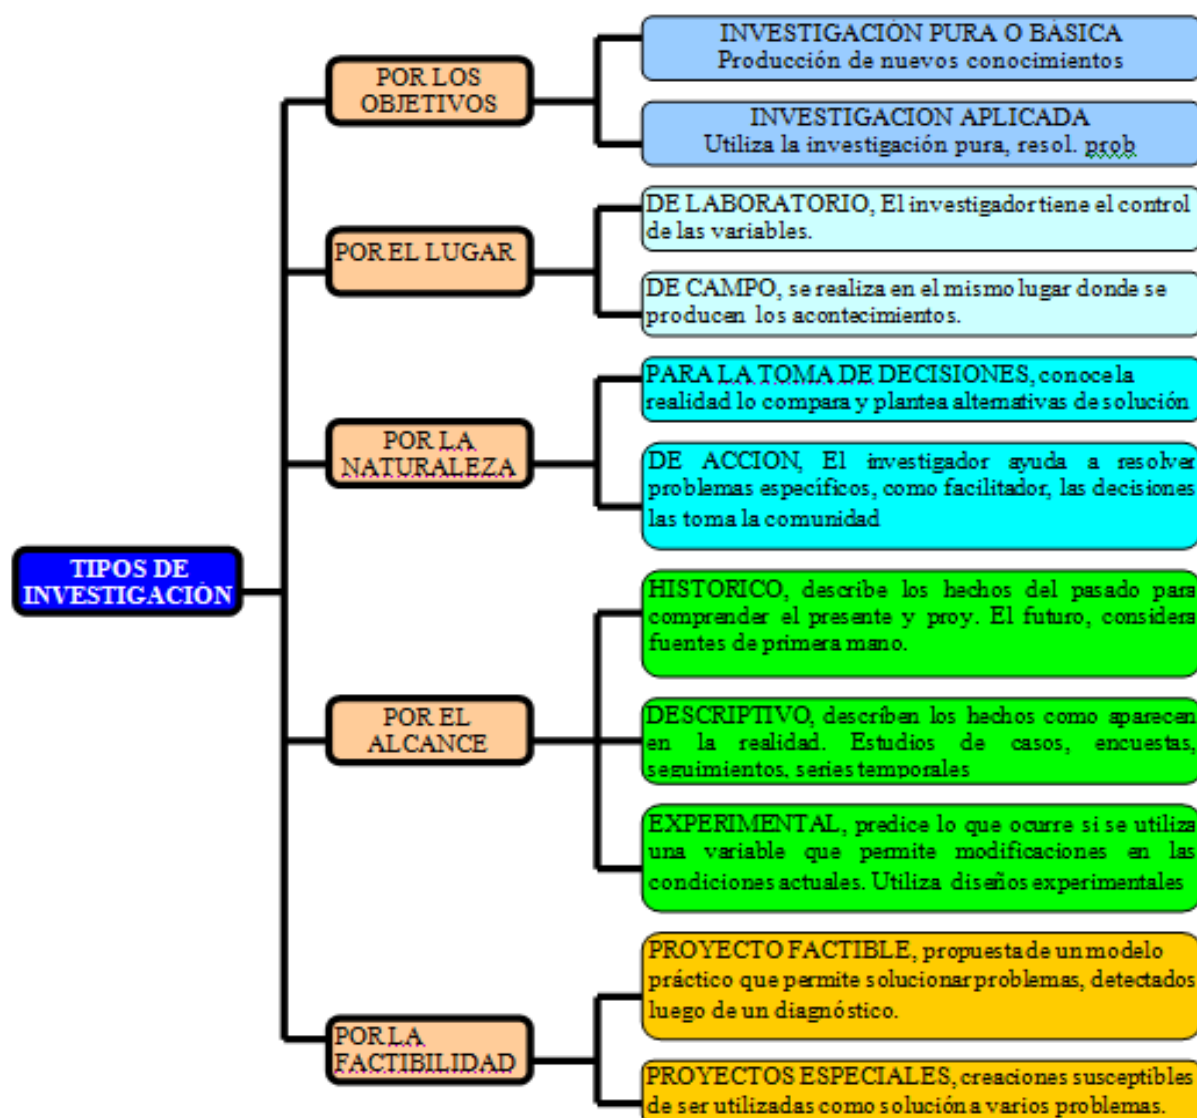 TIPOS DE
INVESTIGACIÓN
POR LOS
OBJETIVOS
INVESTIGACIÓN PURA O BÁSICA
Producción de nuevos conocimientos
INVESTIGACION APLICADA
Utiliza la investigación pura, resol. prob
POR EL LUGAR
DE LABORATORIO, El investigador tiene el control
de las variables.
DE CAMPO, se realiza en el mismo lugar donde se
producen los acontecimientos.
POR LA
NATURALEZA
PARA LA TOMA DE DECISIONES, conoce la
realidad lo compara y plantea alternativas de solución
DE ACCION, El investigador ayuda a resolver
problemas específicos, como facilitador, las decisiones
las toma la comunidad
POR EL
ALCANCE
HISTORICO, describe los hechos del pasado para
comprender el presente y proy. El futuro, considera
fuentes de primera mano.
DESCRIPTIVO, describen los hechos como aparecen
en la realidad. Estudios de casos, encuestas,
seguimientos, series temporales
EXPERIMENTAL, predice lo que ocurre si se utiliza
una variable que permite modificaciones en las
condiciones actuales. Utiliza diseños experimentales
POR LA
FACTIBILIDAD
PROYECTO FACTIBLE, propuesta de un modelo
práctico que permite solucionar problemas, detectados
luego de un diagnóstico.
PROYECTOS ESPECIALES, creaciones susceptibles
de ser utilizadas como solución a varios problemas.